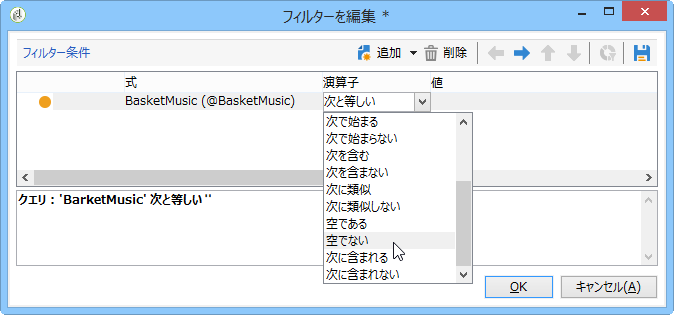 フィルターを編集 *
フィルター条件 追加 削除
式 演算子 値
BasketMusic (@BasketMusic) 次と等しい
次で始まる
次で始まらない
次を含む
次を含まない
次に類似
次に類似しない
空である
空でない
次に含まれる
次に含まれない
クエリ : 'BarketMusic' 次と等しい ''
OK キャンセル(A)